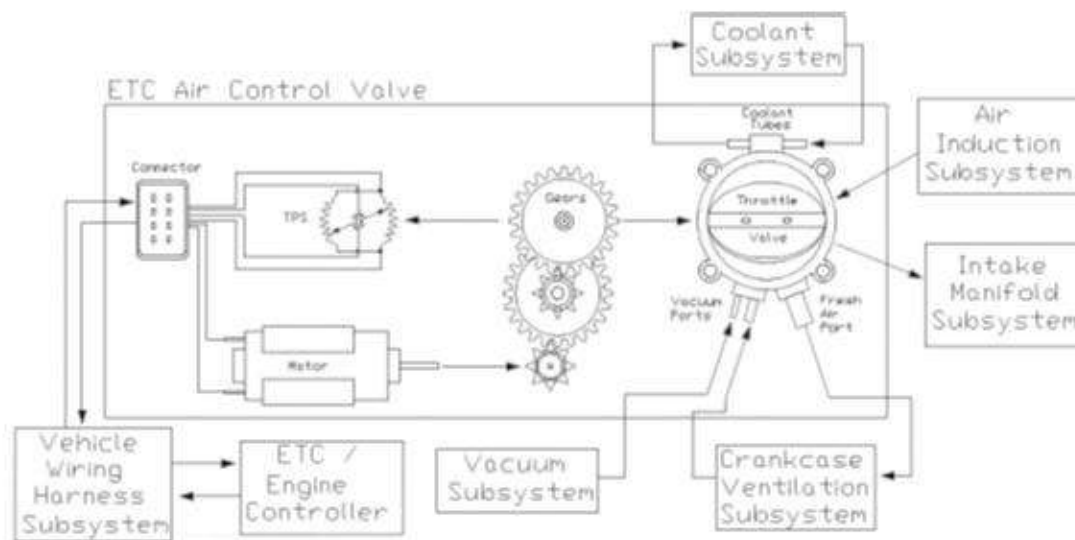 Coolant
Subsystem
ETC Air Control Valve
Coolant
Tubes
Air
Induction
Subsystem
Connector
TPS
Gears
Throttle
Valve
Intake
Manifold
Subsystem
Vacuum
Ports
Fresh
Air
Port
Motor
Vehicle
Wiring
Harness
Subsystem
ETC /
Engine
Controller
Vacuum
Subsystem
Crankcase
Ventilation
Subsystem